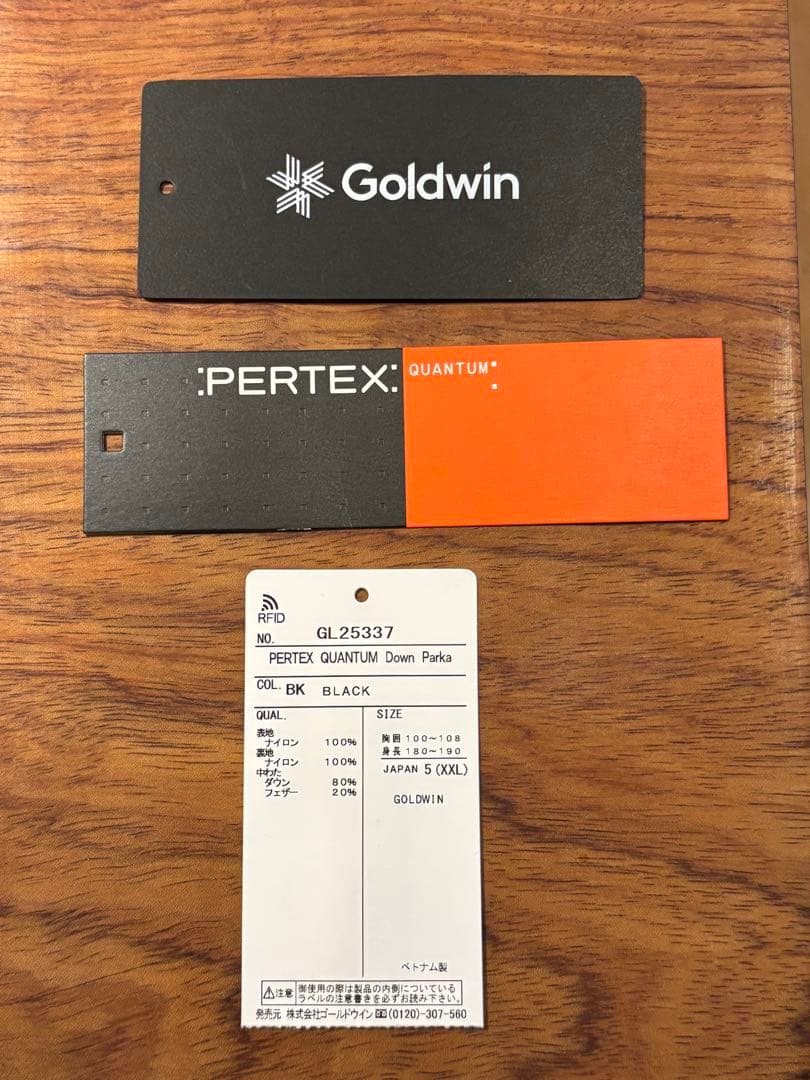 Goldwin
PERTEX QUANTUM
RFID
NO. GL25337
PERTEX QUANTUM Down Parka
COL. BK BLACK
QUAL.
表地
ナイロン 100%
裏地
ナイロン 100%
中わた
ダウン 80%
フェザー 20%
SIZE
胸囲 100~108
身長 180~190
JAPAN 5 (XXL)
GOLDWIN
ベトナム製
注意 御使用の際は製品の内側についている
ラベルの注意書きを必ずお読み下さい。
発売元 株式会社ゴールドウイン (0120)-307-560